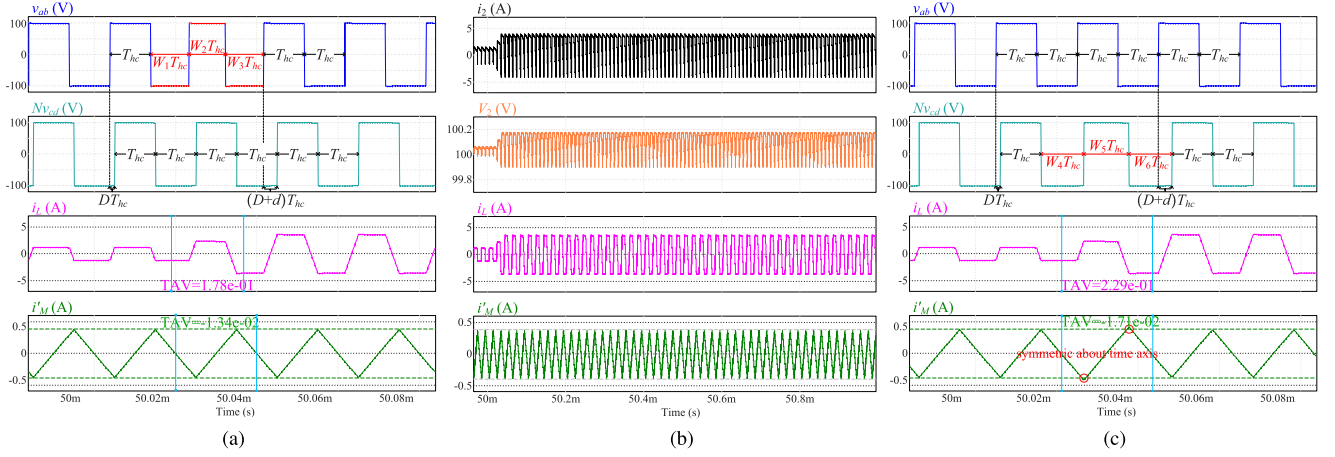 v_ab (V)
100
0
-100
T_hc
W_1T_hc
W_2T_hc
W_3T_hc
T_hc
T_hc
Nv_cd (V)
100
0
-100
T_hc
T_hc
T_hc
T_hc
T_hc
T_hc
DT_hc
(D+d)T_hc
i_L (A)
5
0
-5
TAV=1.78e-01
i'_M (A)
TAV=-1.34e-02
0.5
0
-0.5
50m
50.02m
50.04m
50.06m
50.08m
Time (s)
(a)
i_2 (A)
5
0
-5
V_2 (V)
100.2
100
99.8
i_L (A)
5
0
-5
i'_M (A)
0.5
0
-0.5
50m
50.2m
50.4m
50.6m
50.8m
Time (s)
(b)
v_ab (V)
100
0
-100
T_hc
T_hc
T_hc
T_hc
T_hc
T_hc
Nv_cd (V)
100
0
-100
T_hc
W_4T_hc
W_5T_hc
W_6T_hc
T_hc
T_hc
DT_hc
(D+d)T_hc
i_L (A)
5
0
-5
TAV=2.29e-01
i'_M (A)
TAV=-1.71e-02
0.5
0
-0.5
symmetric about time axis
50m
50.02m
50.04m
50.06m
50.08m
Time (s)
(c)